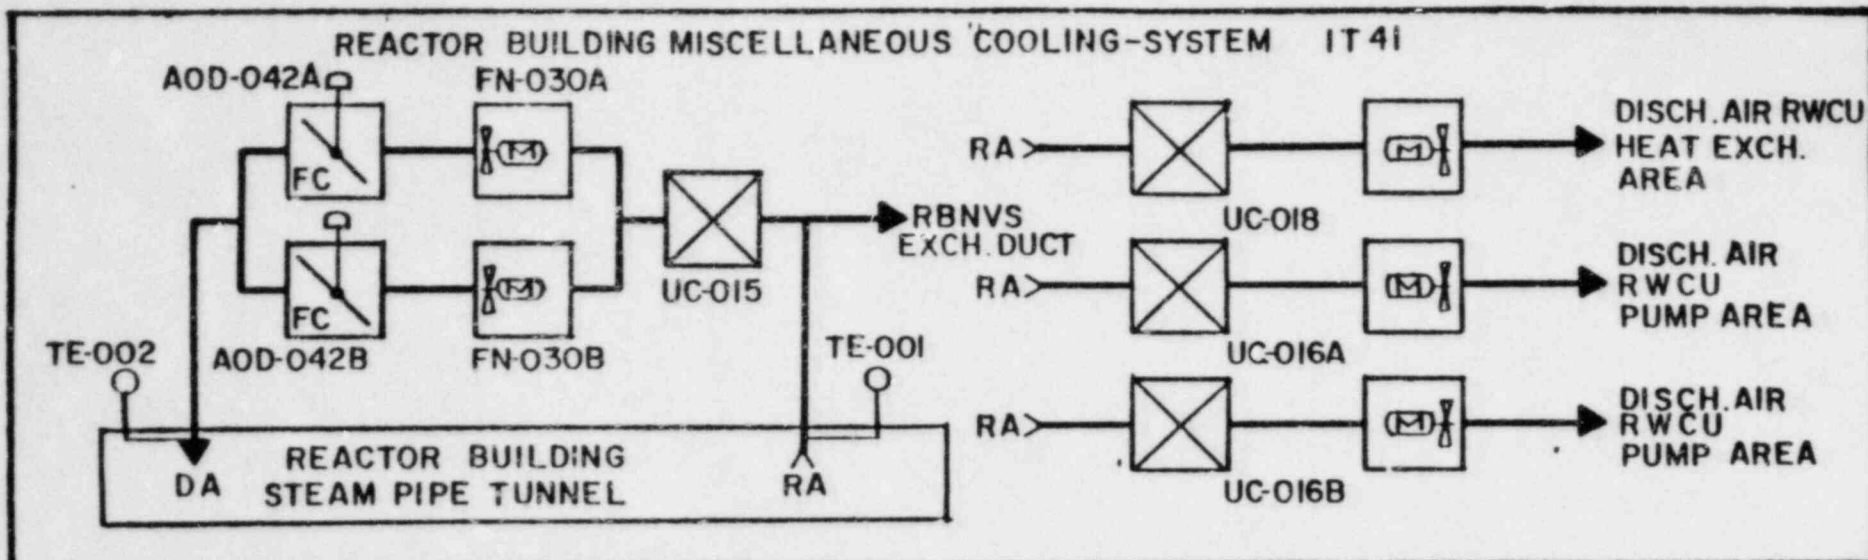 REACTOR BUILDING MISCELLANEOUS COOLING-SYSTEM 1T41
AOD-042A
FN-030A
FC
M
FC
M
AOD-042B
FN-030B
UC-015
RBNVS
EXCH. DUCT
TE-002
TE-001
REACTOR BUILDING
STEAM PIPE TUNNEL
DA
RA
RA
M
DISCH. AIR RWCU
HEAT EXCH.
AREA
UC-018
RA
M
DISCH. AIR
RWCU
PUMP AREA
UC-016A
RA
M
DISCH. AIR
RWCU
PUMP AREA
UC-016B